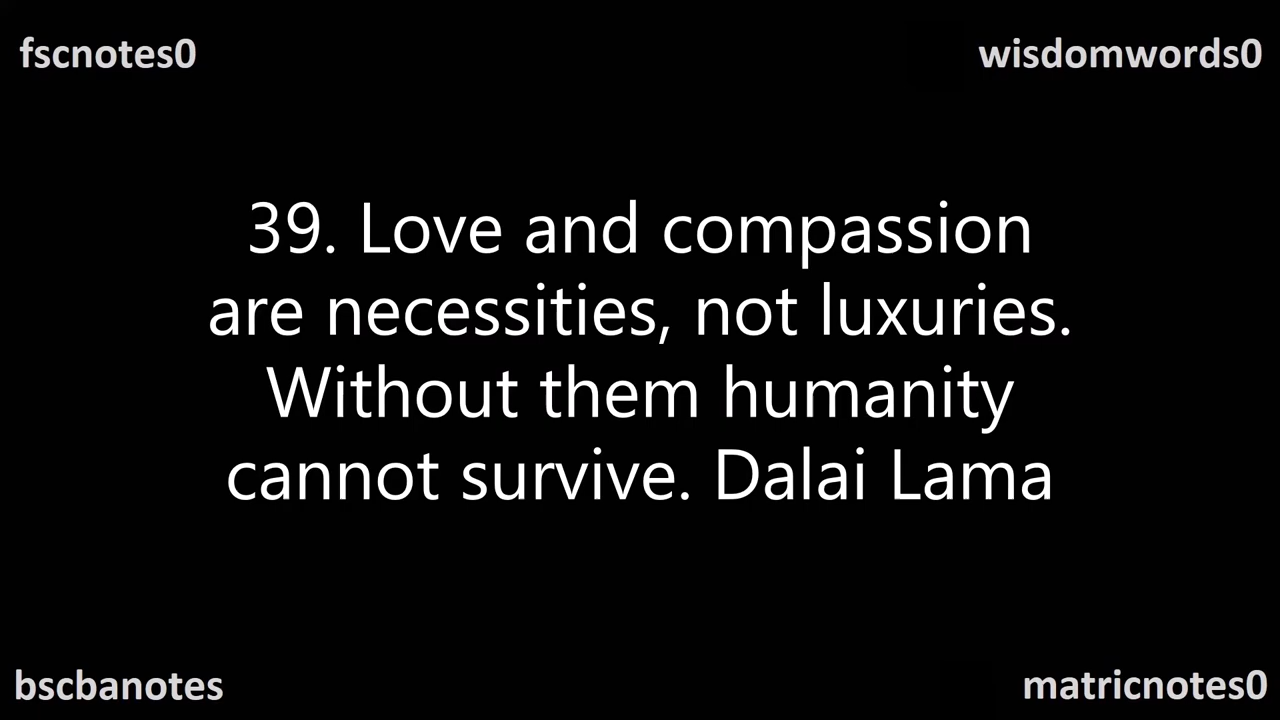 fscnotes0
wisdomwords0
39. Love and compassion
are necessities, not luxuries.
Without them humanity
cannot survive. Dalai Lama
bscbanotes
matricnotes0